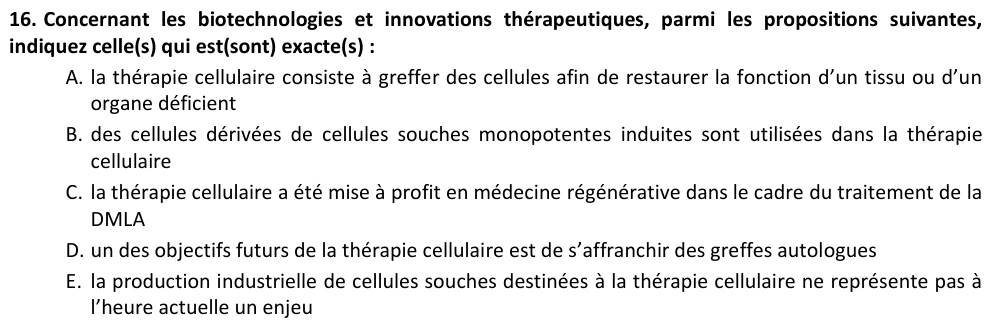 16. Concernant les biotechnologies et innovations thérapeutiques, parmi les propositions suivantes,
indiquez celle(s) qui est(sont) exacte(s) :
A. la thérapie cellulaire consiste à greffer des cellules afin de restaurer la fonction d’un tissu ou d’un
organe déficient
B. des cellules dérivées de cellules souches monopotentes induites sont utilisées dans la thérapie
cellulaire
C. la thérapie cellulaire a été mise à profit en médecine régénérative dans le cadre du traitement de la
DMLA
D. un des objectifs futurs de la thérapie cellulaire est de s’affranchir des greffes autologues
E. la production industrielle de cellules souches destinées à la thérapie cellulaire ne représente pas à
l’heure actuelle un enjeu